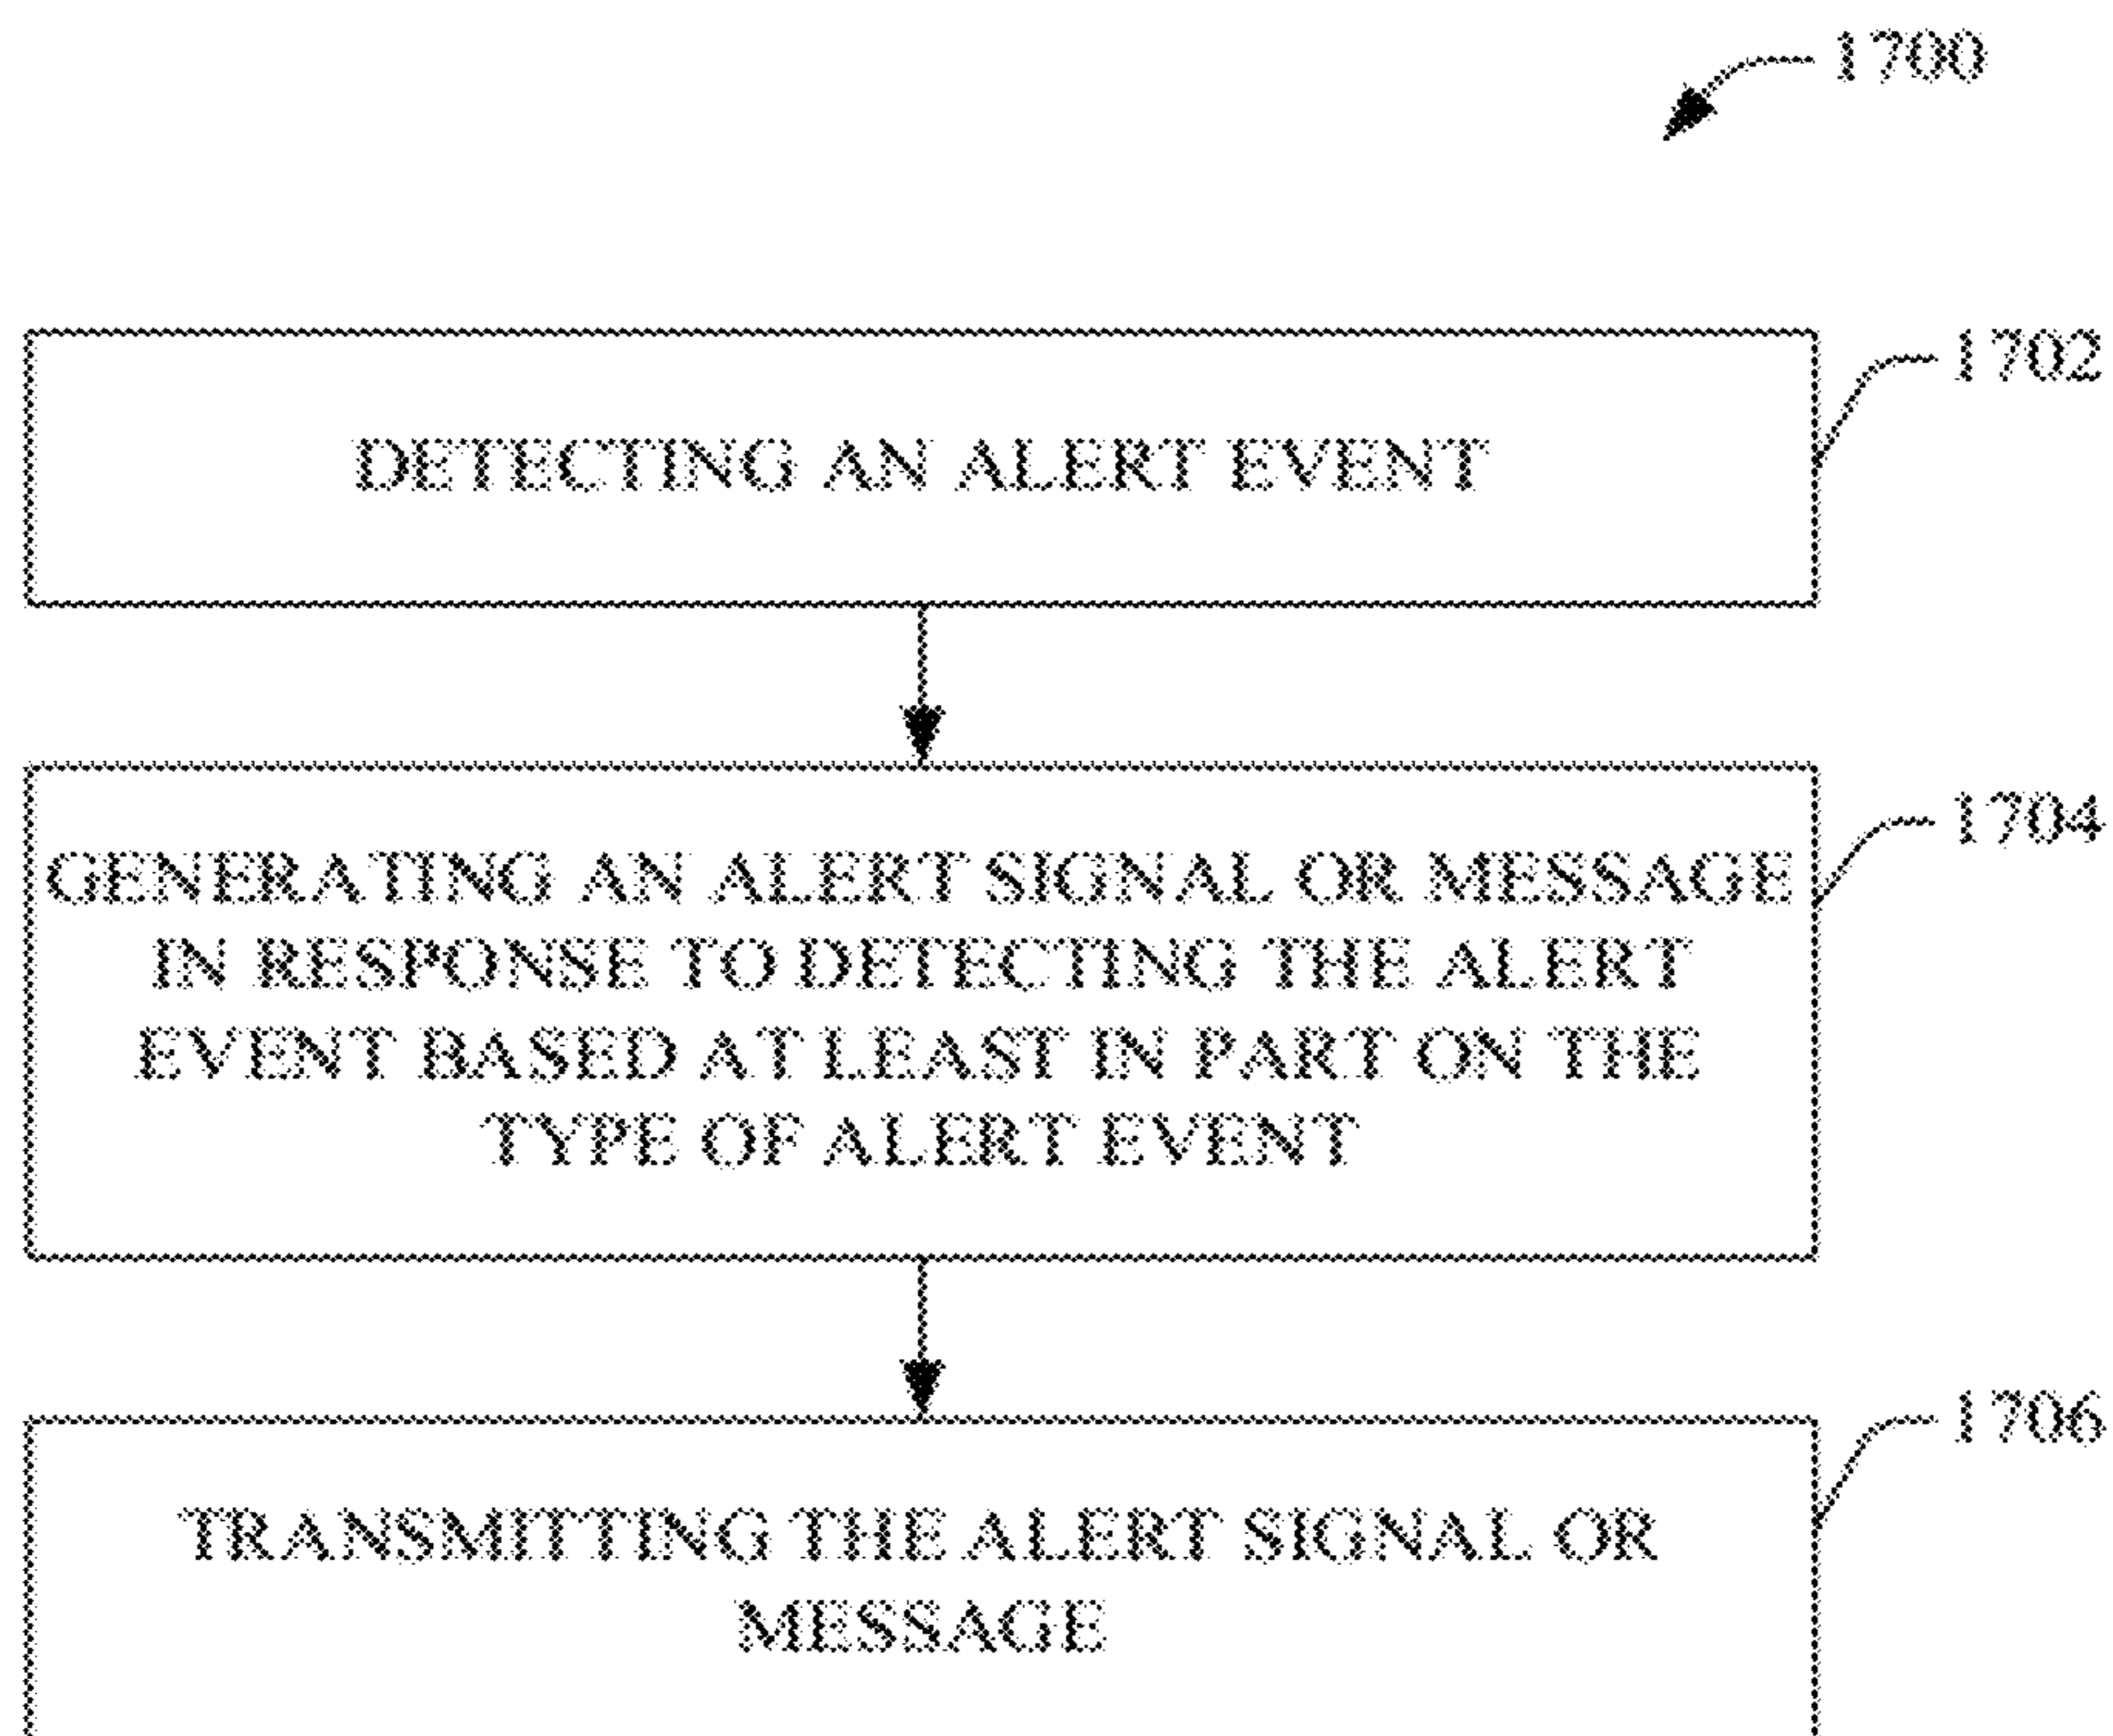 1700
1702
DETECTING AN ALERT EVENT
1704
GENERATING AN ALERT SIGNAL OR MESSAGE
IN RESPONSE TO DETECTING THE ALERT
EVENT BASED AT LEAST IN PART ON THE
TYPE OF ALERT EVENT
1706
TRANSMITTING THE ALERT SIGNAL OR
MESSAGE